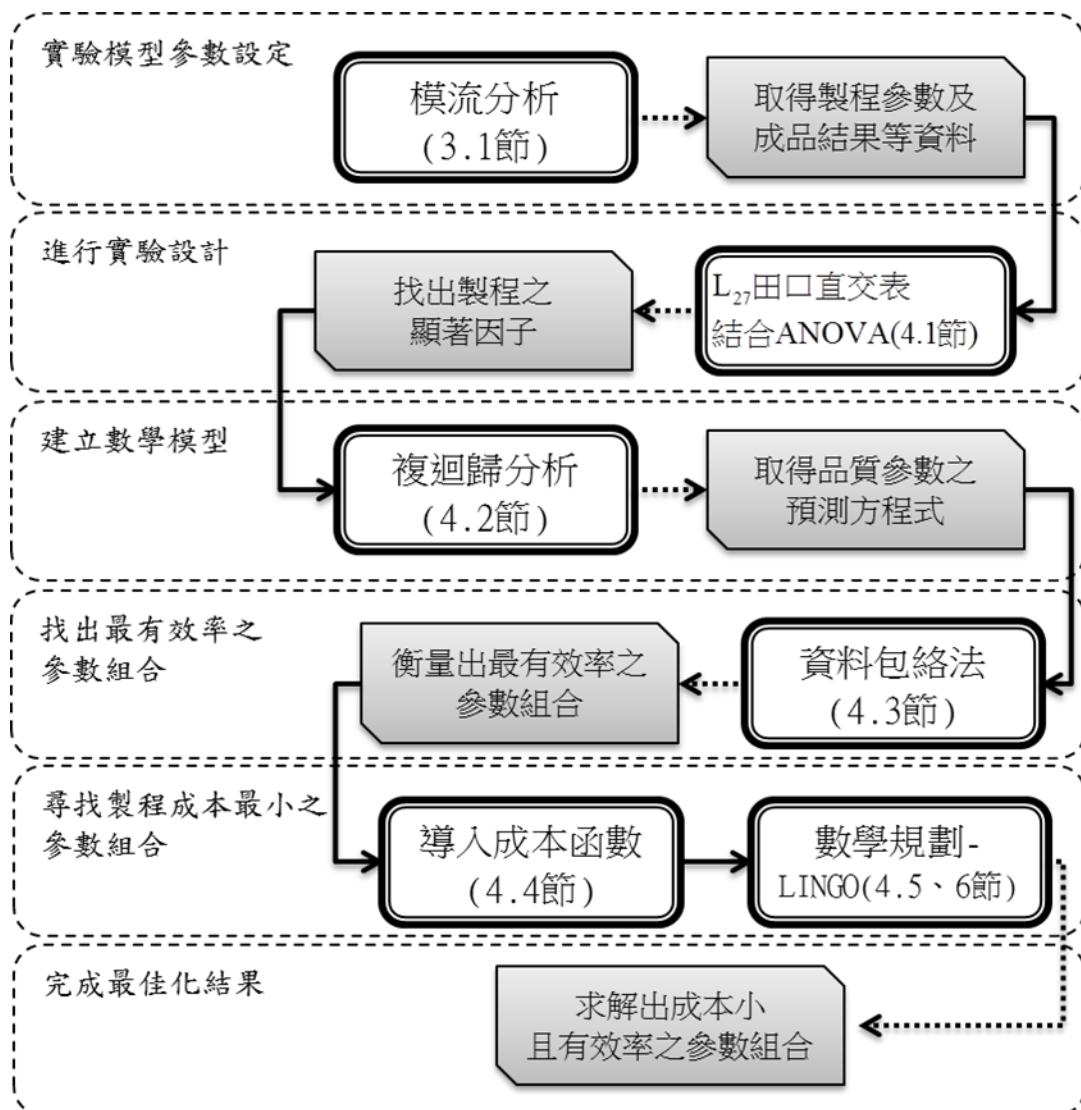 實驗模型參數設定
模流分析
(3.1節)
取得製程參數及
成品結果等資料
進行實驗設計
找出製程之
顯著因子
L₂₇田口直交表
結合ANOVA(4.1節)
建立數學模型
複迴歸分析
(4.2節)
取得品質參數之
預測方程式
找出最有效率之
參數組合
衡量出最有效率之
參數組合
資料包絡法
(4.3節)
尋找製程成本最小之
參數組合
導入成本函數
(4.4節)
數學規劃-
LINGO(4.5、6節)
完成最佳化結果
求解出成本小
且有效率之參數組合